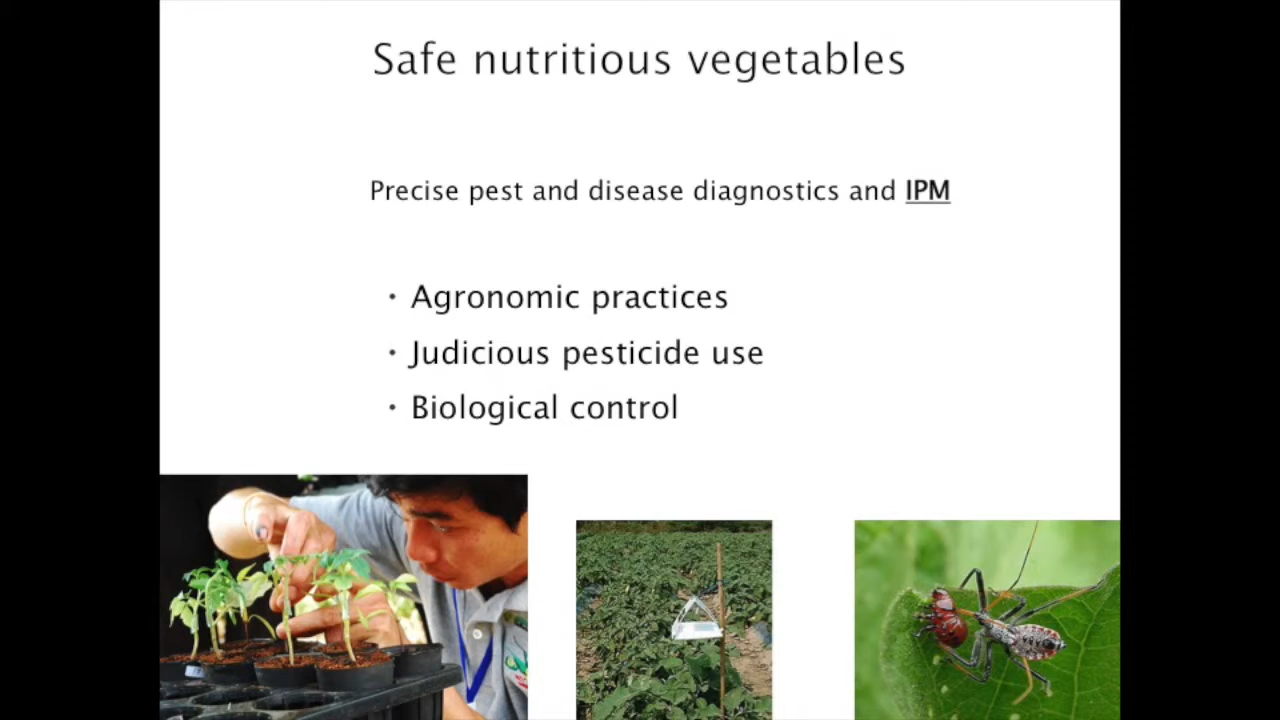 Safe nutritious vegetables
Precise pest and disease diagnostics and IPM
• Agronomic practices
• Judicious pesticide use
• Biological control